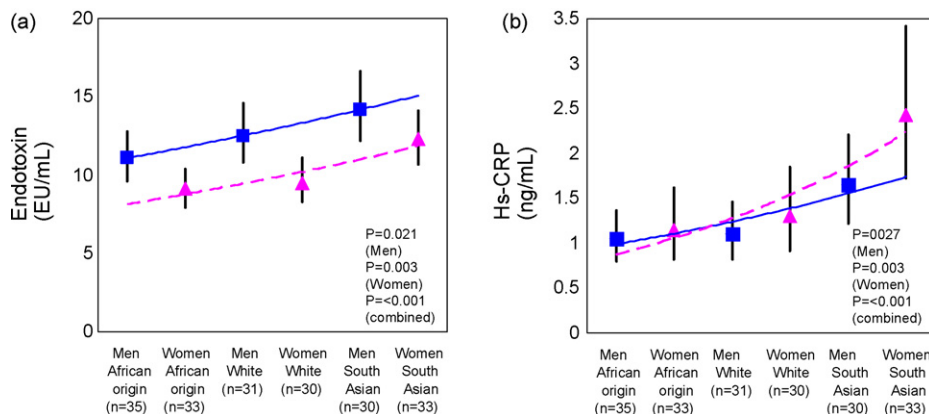 (a)
20
15
10
5
0
Endotoxin
(EU/mL)
P=0.021
(Men)
P=0.003
(Women)
P=<0.001
(combined)
Men
African
origin
(n=35)
Women
African
origin
(n=33)
Men
White
(n=31)
Women
White
(n=30)
Men
South
Asian
(n=30)
Women
South
Asian
(n=33)
(b)
3.5
3
2.5
2
1.5
1
0.5
0
Hs-CRP
(ng/mL)
P=0027
(Men)
P=0.003
(Women)
P=<0.001
(combined)
Men
African
origin
(n=35)
Women
African
origin
(n=33)
Men
White
(n=31)
Women
White
(n=30)
Men
South
Asian
(n=30)
Women
South
Asian
(n=33)